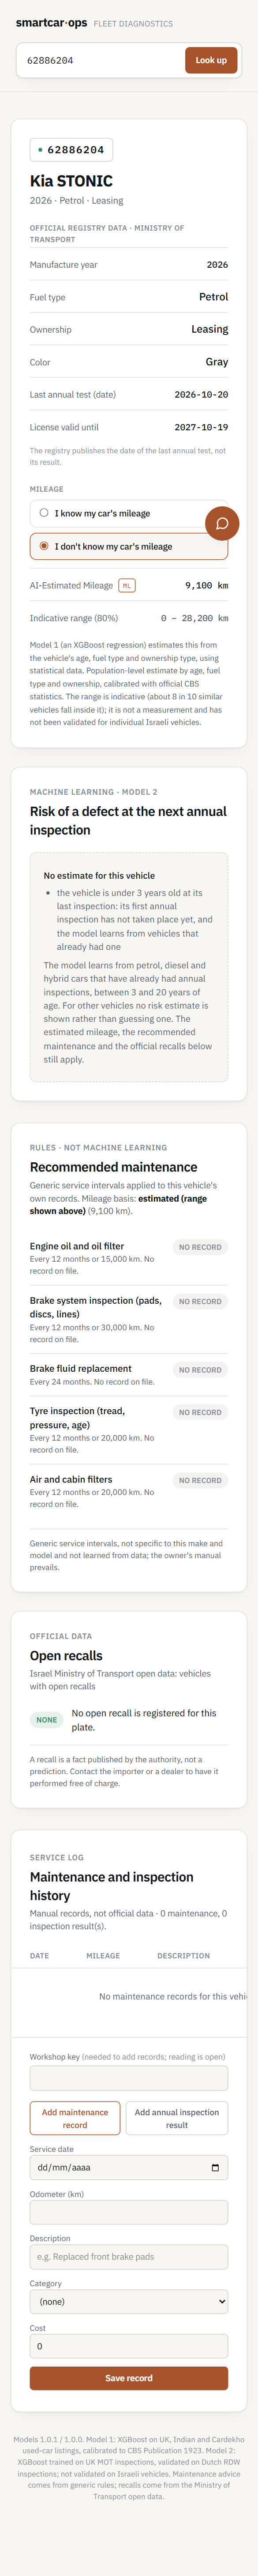 smartcar·ops FLEET DIAGNOSTICS
62886204
Look up
62886204
Kia STONIC
2026 · Petrol · Leasing
OFFICIAL REGISTRY DATA · MINISTRY OF
TRANSPORT
Manufacture year 2026
Fuel type Petrol
Ownership Leasing
Color Gray
Last annual test (date) 2026-10-20
License valid until 2027-10-19
The registry publishes the date of the last annual test, not
its result.
MILEAGE
I know my car's mileage
I don't know my car's mileage
AI-Estimated Mileage ML 9,100 km
Indicative range (80%) 0 – 28,200 km
Model 1 (an XGBoost regression) estimates this from
the vehicle's age, fuel type and ownership type, using
statistical data. Population-level estimate by age, fuel
type and ownership, calibrated with official CBS
statistics. The range is indicative (about 8 in 10 similar
vehicles fall inside it); it is not a measurement and has
not been validated for individual Israeli vehicles.
MACHINE LEARNING · MODEL 2
Risk of a defect at the next annual
inspection
No estimate for this vehicle
• the vehicle is under 3 years old at its
last inspection: its first annual
inspection has not taken place yet, and
the model learns from vehicles that
already had one
The model learns from petrol, diesel and
hybrid cars that have already had annual
inspections, between 3 and 20 years of
age. For other vehicles no risk estimate is
shown rather than guessing one. The
estimated mileage, the recommended
maintenance and the official recalls below
still apply.
RULES · NOT MACHINE LEARNING
Recommended maintenance
Generic service intervals applied to this vehicle's
own records. Mileage basis: estimated (range
shown above) (9,100 km).
Engine oil and oil filter NO RECORD
Every 12 months or 15,000 km. No
record on file.
Brake system inspection (pads, NO RECORD
discs, lines)
Every 12 months or 30,000 km. No
record on file.
Brake fluid replacement NO RECORD
Every 24 months. No record on file.
Tyre inspection (tread, NO RECORD
pressure, age)
Every 12 months or 20,000 km. No
record on file.
Air and cabin filters NO RECORD
Every 12 months or 20,000 km. No
record on file.
Generic service intervals, not specific to this make and
model and not learned from data; the owner's manual
prevails.
OFFICIAL DATA
Open recalls
Israel Ministry of Transport open data: vehicles
with open recalls
NONE No open recall is registered for this
plate.
A recall is a fact published by the authority, not a
prediction. Contact the importer or a dealer to have it
performed free of charge.
SERVICE LOG
Maintenance and inspection
history
Manual records, not official data · 0 maintenance, 0
inspection result(s).
DATE MILEAGE DESCRIPTION
No maintenance records for this vehi
Workshop key (needed to add records; reading is open)
Add maintenance
record
Add annual inspection
result
Service date
dd/mm/aaaa
Odometer (km)
Description
e.g. Replaced front brake pads
Category
(none)
Cost
0
Save record
Models 1.0.1 / 1.0.0. Model 1: XGBoost on UK, Indian and Cardekho
used-car listings, calibrated to CBS Publication 1923. Model 2:
XGBoost trained on UK MOT inspections, validated on Dutch RDW
inspections; not validated on Israeli vehicles. Maintenance advice
comes from generic rules; recalls come from the Ministry of
Transport open data.